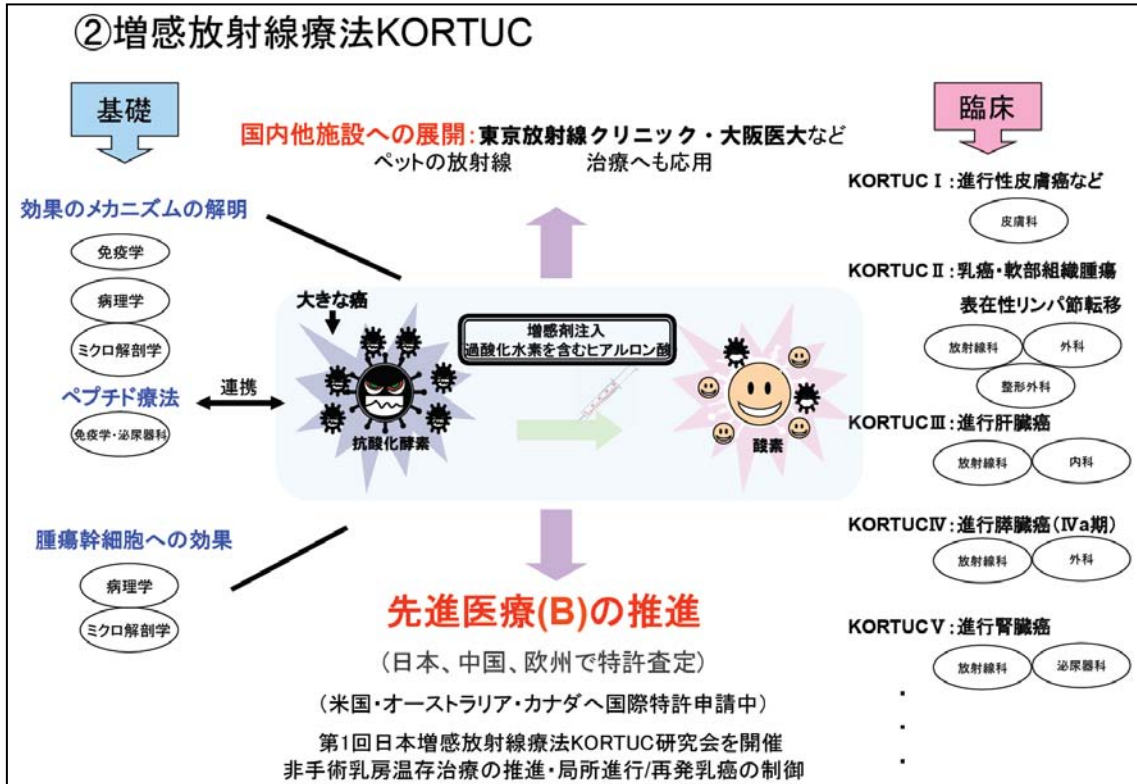 ②増感放射線療法KORTUC
基礎
効果のメカニズムの解明
免疫学
病理学
ミクロ解剖学
ペプチド療法
免疫学・泌尿器科
連携
腫瘍幹細胞への効果
病理学
ミクロ解剖学
国内他施設への展開：東京放射線クリニック・大阪医大など
ペットの放射線 治療へも応用
大きな癌
抗酸化酵素
増感剤注入
過酸化水素を含むヒアルロン酸
酸素
先進医療(B)の推進
(日本、中国、欧州で特許査定)
(米国・オーストラリア・カナダへ国際特許申請中)
第1回日本増感放射線療法KORTUC研究会を開催
非手術乳房温存治療の推進・局所進行/再発乳癌の制御
臨床
KORTUCⅠ：進行性皮膚癌など
皮膚科
KORTUCⅡ：乳癌・軟部組織腫瘍
表在性リンパ節転移
放射線科 外科
整形外科
KORTUCⅢ：進行肝臓癌
放射線科 内科
KORTUCⅣ：進行膵臓癌(Ⅳa期)
放射線科 外科
KORTUCⅤ：進行腎臓癌
放射線科 泌尿器科
・
・
・